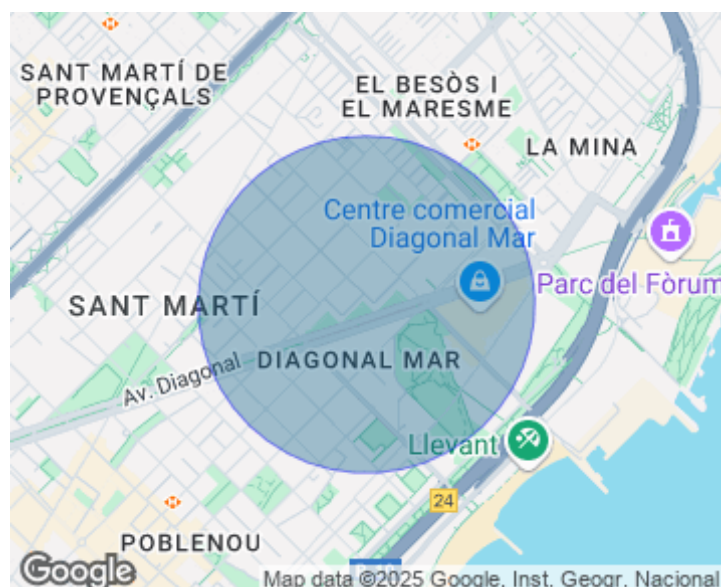 SANT MARTÍ DE
PROVENÇALS
EL BESÒS I
EL MARESME
LA MINA
Centre comercial
Diagonal Mar
Parc del Fòrum
SANT MARTÍ
DIAGONAL MAR
Av. Diagonal
Llevant
24
POBLENOU
Google
Map data ©2025 Google, Inst. Geogr. Nacional